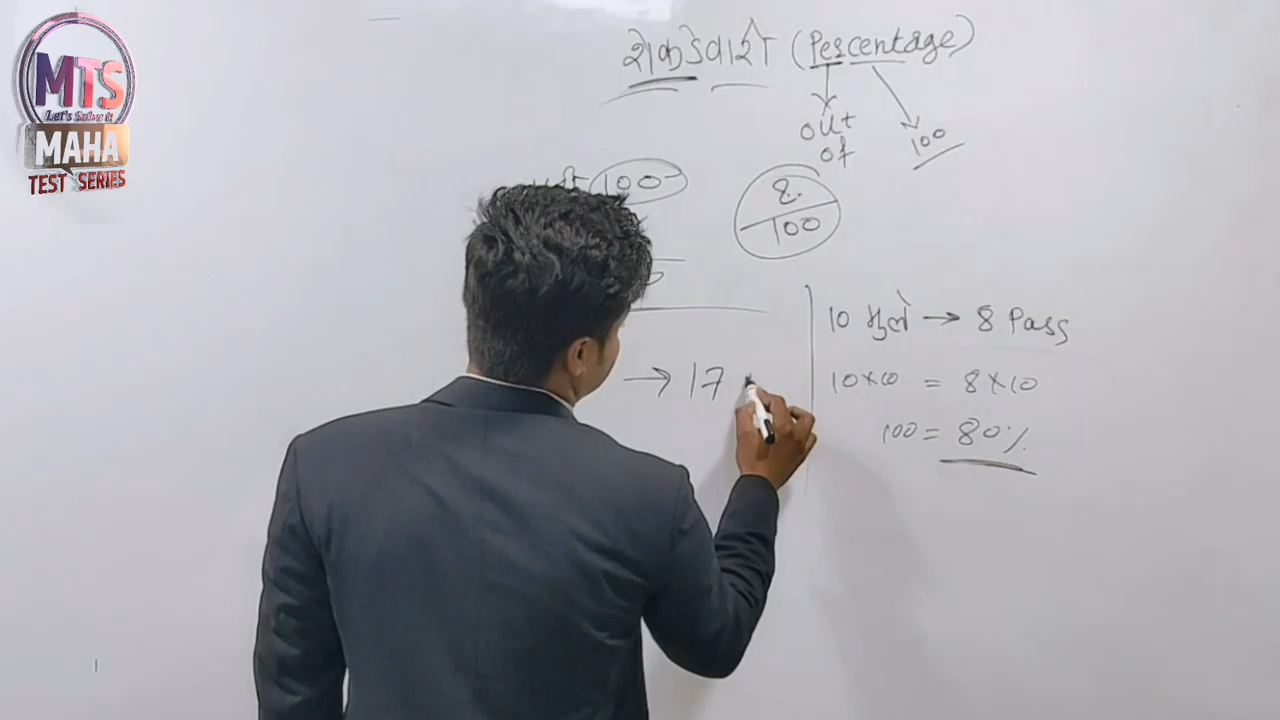 MTS
Let's Solve It
MAHA
TEST SERIES
शेकडेवारी (Percentage)
out
of
100
100
8
100
10 मुले → 8 Pass
10×10 = 8×10
100 = 80%
→ 17